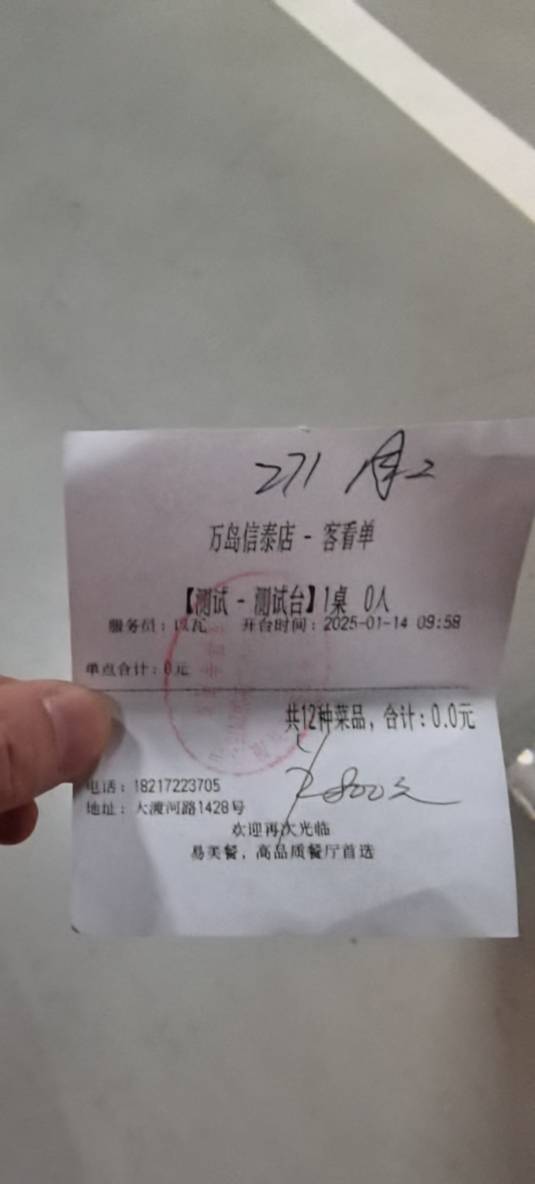 271
万岛信泰店 - 客看单
【测试 - 测试台】1桌 0人
服务员: 开台时间: 2025-01-14 09:58
单点合计: 0元
共12种菜品, 合计: 0.0元
电话: 18217223705
地址: 大渡河路1428号
欢迎再次光临
易美餐, 高品质餐厅首选